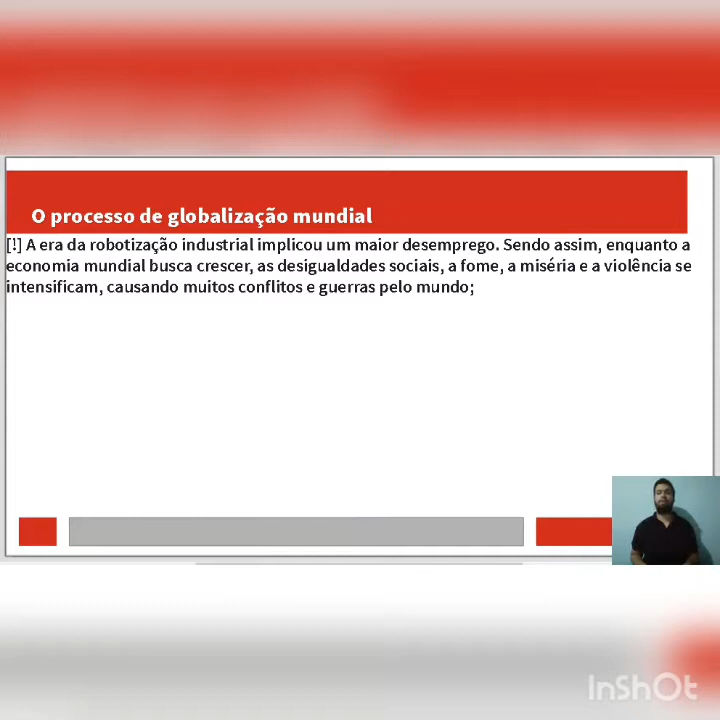 O processo de globalização mundial
[!] A era da robotização industrial implicou um maior desemprego. Sendo assim, enquanto a
economia mundial busca crescer, as desigualdades sociais, a fome, a miséria e a violência se
intensificam, causando muitos conflitos e guerras pelo mundo;
InShOt